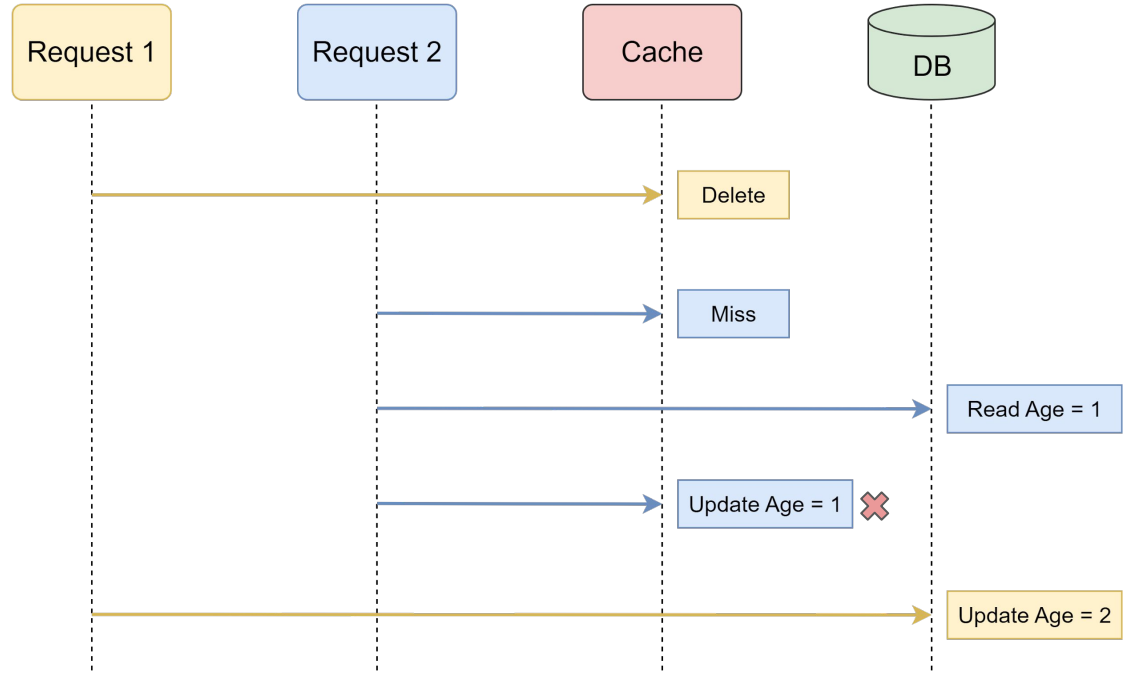 Request 1
Request 2
Cache
DB
Delete
Miss
Read Age = 1
Update Age = 1
Update Age = 2